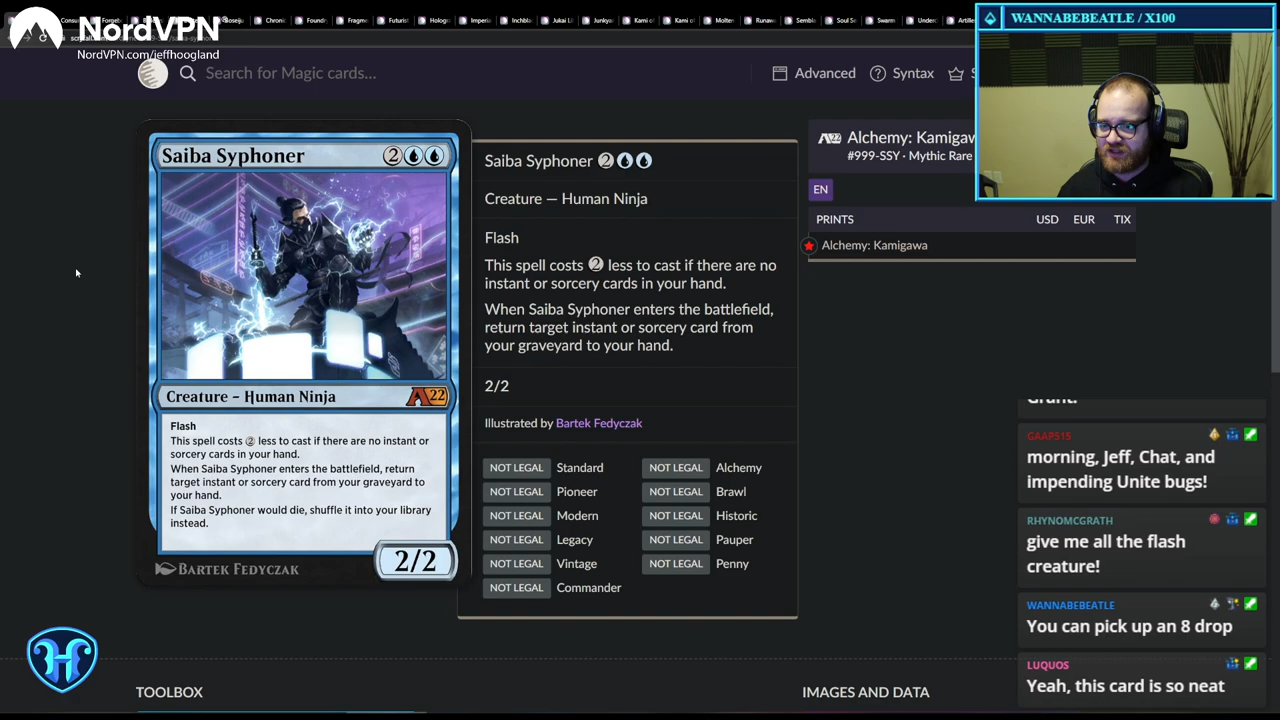 NordVPN
NordVPN.com/jeffhoogland
Search for Magic cards...
Advanced
Syntax
WANNABEBEATLE / X100
Saiba Syphoner 2
Creature – Human Ninja
A22
Flash
This spell costs 2 less to cast if there are no instant or
sorcery cards in your hand.
When Saiba Syphoner enters the battlefield, return
target instant or sorcery card from your graveyard to
your hand.
If Saiba Syphoner would die, shuffle it into your library
instead.
BARTEK FEDYCZAK
2/2
Saiba Syphoner 2
Creature — Human Ninja
Flash
This spell costs 2 less to cast if there are no
instant or sorcery cards in your hand.
When Saiba Syphoner enters the battlefield,
return target instant or sorcery card from
your graveyard to your hand.
2/2
Illustrated by Bartek Fedyczak
NOT LEGAL Standard NOT LEGAL Alchemy
NOT LEGAL Pioneer NOT LEGAL Brawl
NOT LEGAL Modern NOT LEGAL Historic
NOT LEGAL Legacy NOT LEGAL Pauper
NOT LEGAL Vintage NOT LEGAL Penny
NOT LEGAL Commander
Alchemy: Kamigaw
#999-SSY · Mythic Rare
EN
PRINTS USD EUR TIX
Alchemy: Kamigawa
Grant!
GAAPS15
morning, Jeff, Chat, and
impending Unite bugs!
RHYNOMCGRATH
give me all the flash
creature!
WANNABEBEATLE
You can pick up an 8 drop
LUQUOS
Yeah, this card is so neat
TOOLBOX
IMAGES AND DATA